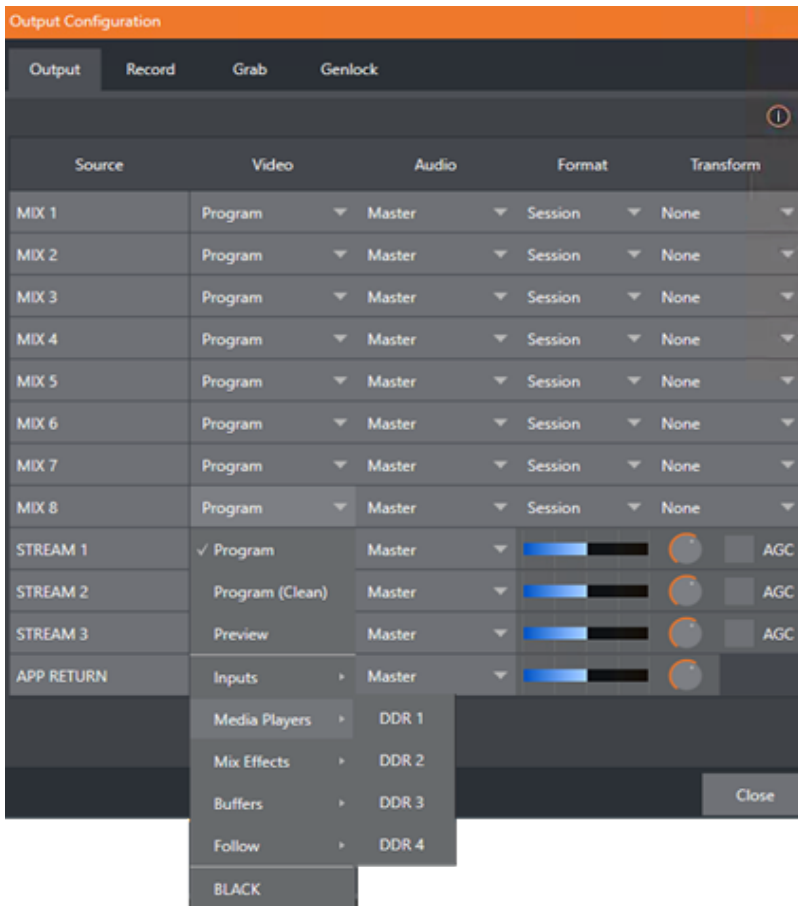 Output Configuration
Output Record Grab Genlock
Source Video Audio Format Transform
MIX 1 Program Master Session None
MIX 2 Program Master Session None
MIX 3 Program Master Session None
MIX 4 Program Master Session None
MIX 5 Program Master Session None
MIX 6 Program Master Session None
MIX 7 Program Master Session None
MIX 8 Program Master Session None
STREAM 1 ✓ Program Master AGC
STREAM 2 Program (Clean) Master AGC
STREAM 3 Preview Master AGC
APP RETURN Inputs Master
Media Players DDR 1
Mix Effects DDR 2
Buffers DDR 3 Close
Follow DDR 4
BLACK